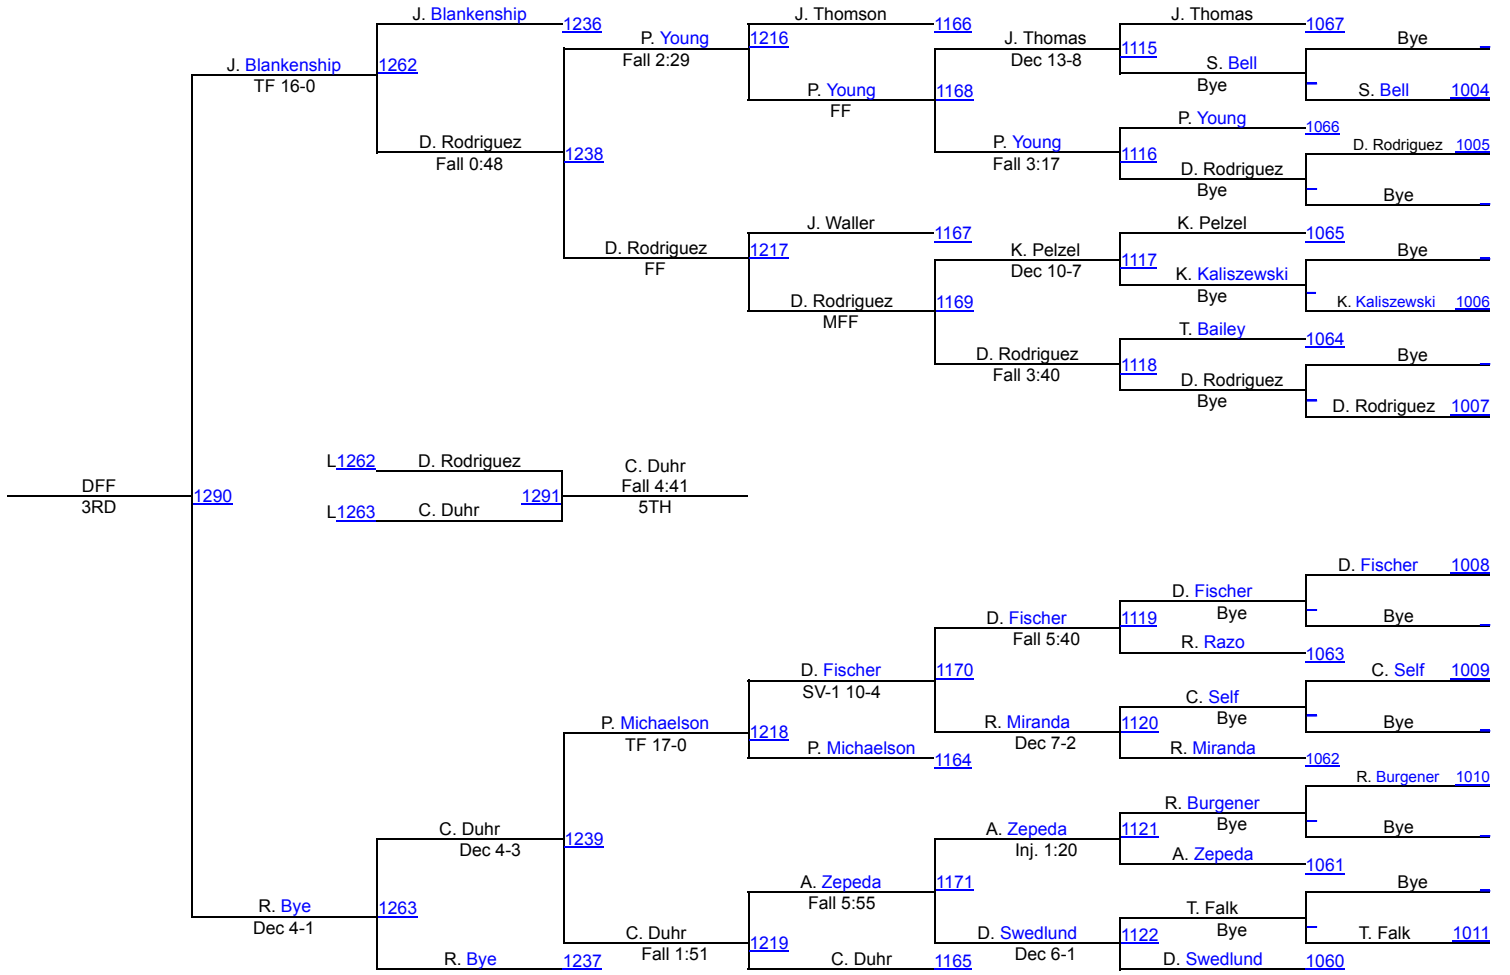 J. Blankenship
1236
J. Thomson
1166
J. Thomas
1067
P. Young
1216
Fall 2:29
J. Thomas
1115
Dec 13-8
Bye
J. Blankenship
1262
TF 16-0
S. Bell
Bye
P. Young
1168
FF
S. Bell 1004
P. Young
1066
D. Rodriguez
1238
Fall 0:48
P. Young
1116
Fall 3:17
D. Rodriguez 1005
D. Rodriguez
Bye
Bye
J. Waller
1167
K. Pelzel
1065
D. Rodriguez
1217
FF
K. Pelzel
1117
Dec 10-7
Bye
K. Kaliszewski
Bye
D. Rodriguez
1169
MFF
K. Kaliszewski 1006
T. Bailey
1064
D. Rodriguez
1118
Fall 3:40
Bye
D. Rodriguez
Bye
D. Rodriguez 1007
L1262 D. Rodriguez
C. Duhr
Fall 4:41
DFF
1290
3RD
1291
5TH
L1263 C. Duhr
D. Fischer 1008
D. Fischer
Bye
D. Fischer
1119
Fall 5:40
Bye
R. Razo
1063
D. Fischer
1170
SV-1 10-4
C. Self 1009
C. Self
Bye
P. Michaelson
1218
TF 17-0
R. Miranda
1120
Dec 7-2
Bye
P. Michaelson
1164
R. Miranda
1062
R. Burgener 1010
R. Burgener
Bye
C. Duhr
1239
Dec 4-3
A. Zepeda
1121
Inj. 1:20
Bye
A. Zepeda
1061
A. Zepeda
1171
Fall 5:55
Bye
R. Bye
1263
Dec 4-1
T. Falk
Bye
C. Duhr
1219
Fall 1:51
D. Swedlund
1122
Dec 6-1
T. Falk 1011
R. Bye
1237
C. Duhr
1165
D. Swedlund
1060